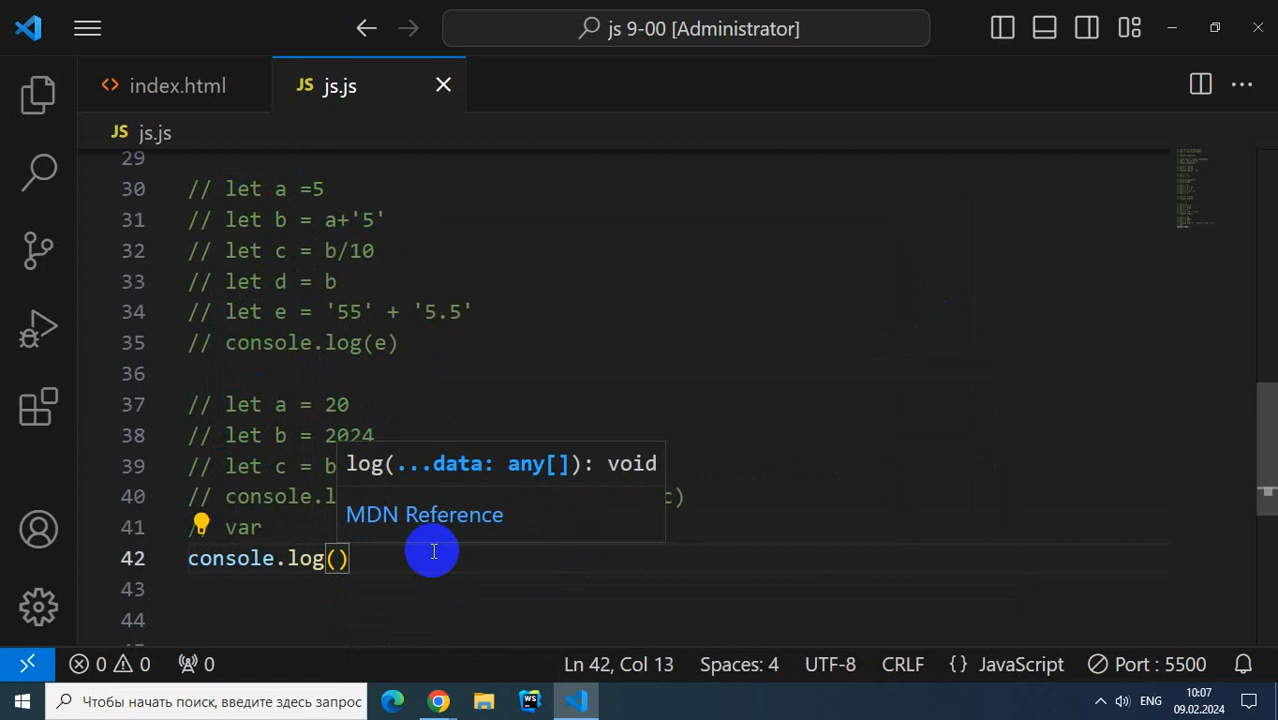 js 9-00 [Administrator]
index.html
JS js.js
JS js.js
29
30 // let a =5
31 // let b = a+'5'
32 // let c = b/10
33 // let d = b
34 // let e = '55' + '5.5'
35 // console.log(e)
36
37 // let a = 20
38 // let b = 2024
39 // let c = b
log(...data: any[]): void
40 // console.l c)
MDN Reference
41 // var
42 console.log()
43
44
0 0 0 Ln 42, Col 13 Spaces: 4 UTF-8 CRLF {} JavaScript Port : 5500
WS
Чтобы начать поиск, введите здесь запрос
ENG
10:07
09.02.2024